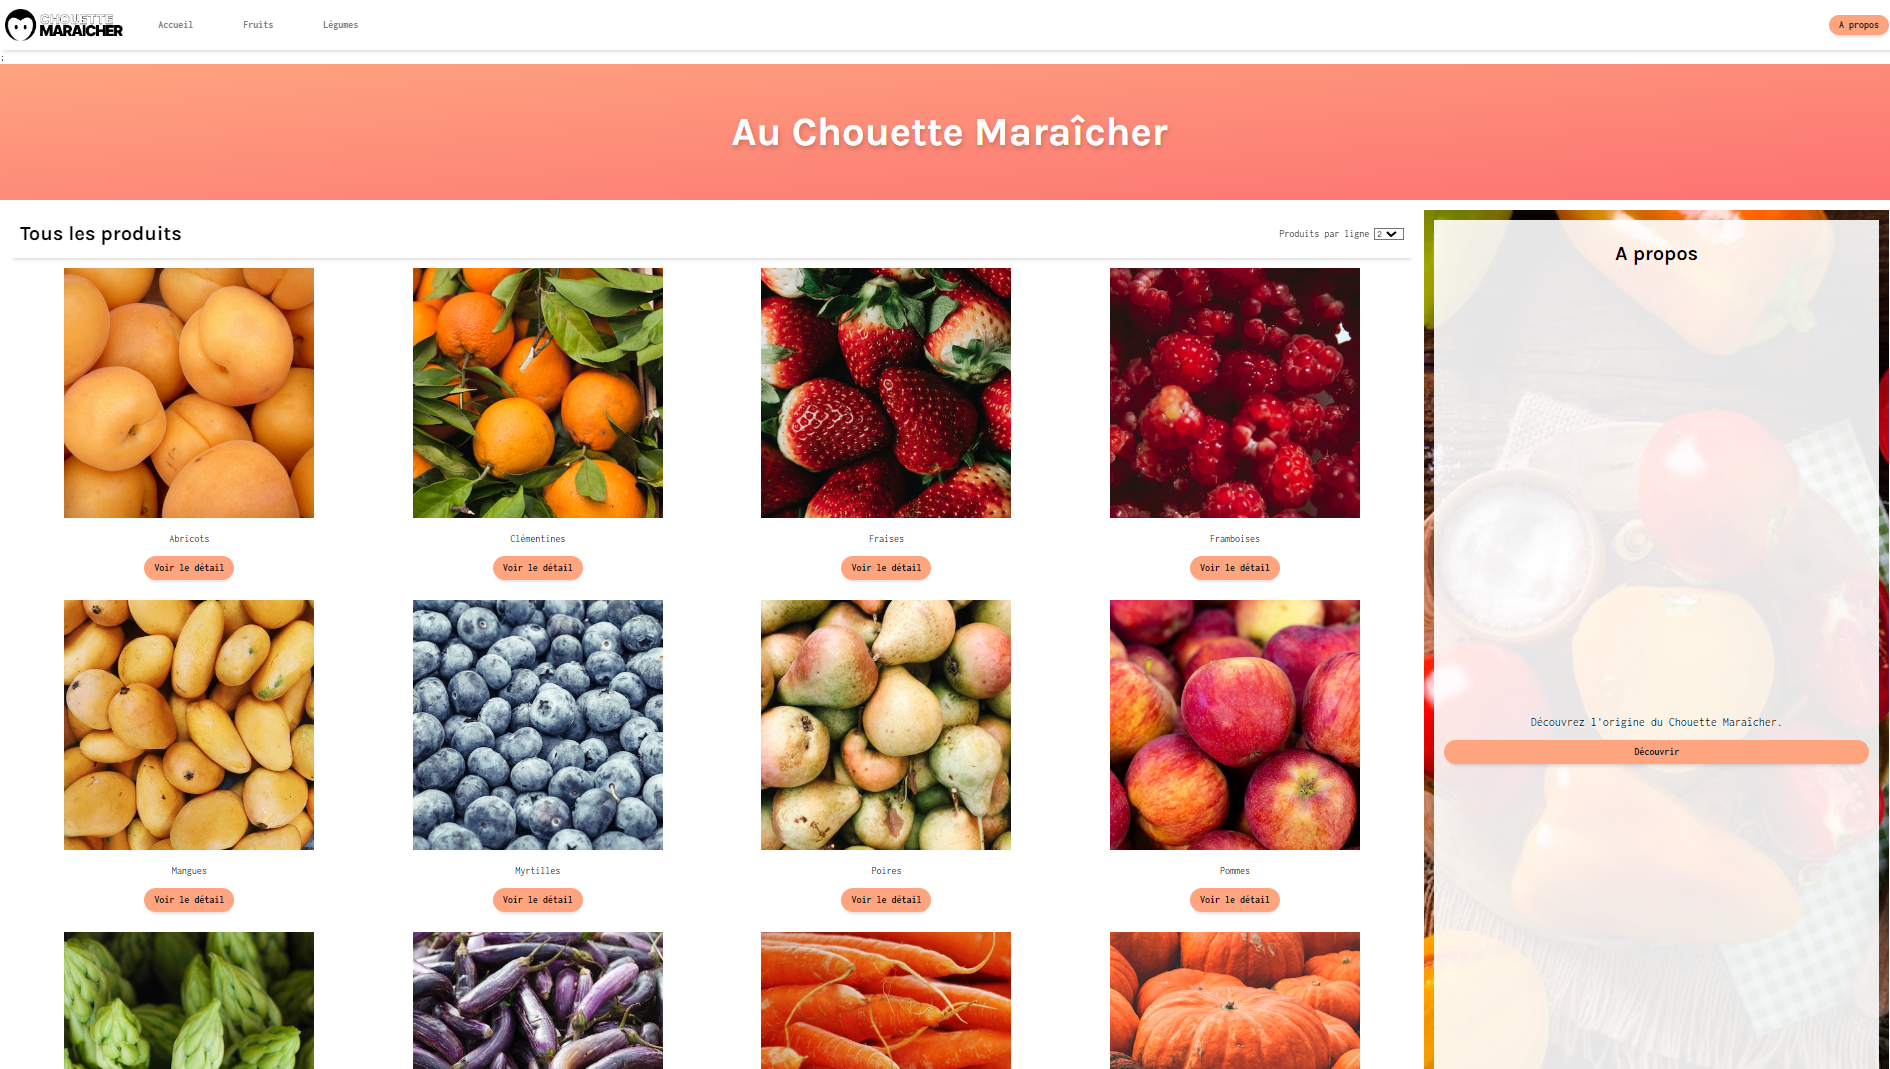 CHOUETTE
MARAÎCHER
Accueil
Fruits
Légumes
A propos
;
Au Chouette Maraîcher
Tous les produits
Produits par ligne 2
Abricots
Voir le détail
Clémentines
Voir le détail
Fraises
Voir le détail
Framboises
Voir le détail
Mangues
Voir le détail
Myrtilles
Voir le détail
Poires
Voir le détail
Pommes
Voir le détail
A propos
Découvrez l'origine du Chouette Maraîcher.
Découvrir